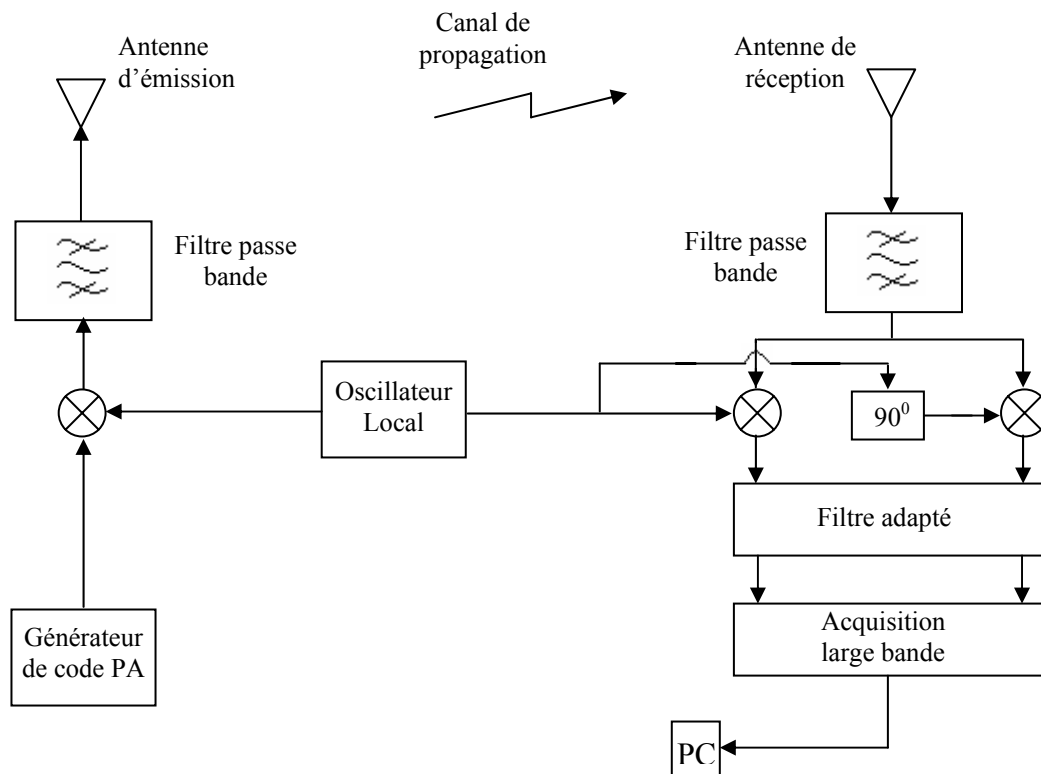 Antenne
d’émission
Canal de
propagation
Antenne de
réception
Filtre passe
bande
Filtre passe
bande
Oscillateur
Local
90⁰
Filtre adapté
Générateur
de code PA
Acquisition
large bande
PC